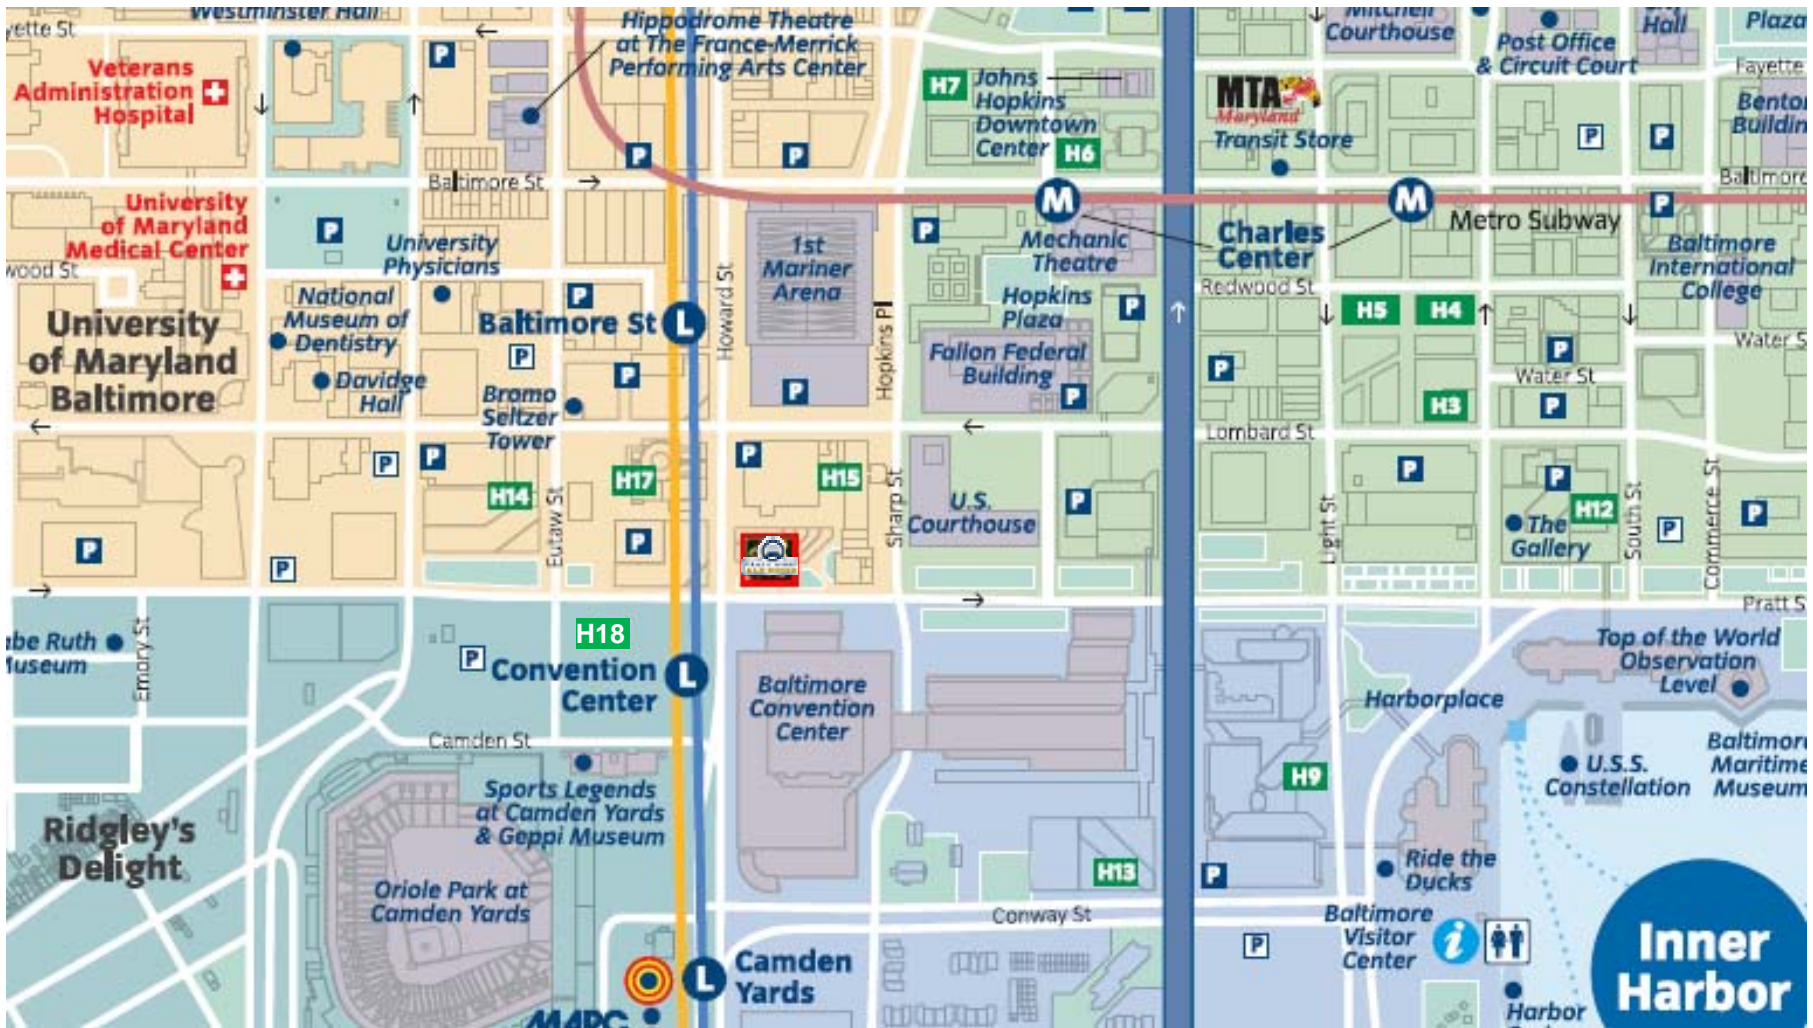 Westminster Hall
Hippodrome Theatre
at The France-Merrick
Performing Arts Center
Mitchell
Courthouse
Post Office
& Circuit Court
Hall
Plaza
yette St
Fayette
Veterans
Administration
Hospital
P
H7
Johns
Hopkins
Downtown
Center
H6
MTA
Maryland
Transit Store
P
P
P
P
Baltimore St
Baltimore
University
of Maryland
Medical Center
P
University
Physicians
wood St
1st
Mariner
Arena
P
P
M
Mechanic
Theatre
Charles
Center
M
Metro Subway
P
Baltimore
International
College
Redwood St
National
Museum of
Dentistry
University
of Maryland
Baltimore
Davidge
Hall
P
Baltimore St
L
P
P
Bromo
Seltzer
Tower
Howard St
Hopkins Pl
Hopkins
Plaza
P
Fallon Federal
Building
P
P
H5
H4
H3
P
Water St
P
Water S
Lombard St
P
P
H14
H17
Eutaw St
P
P
P
P
H15
Sharp St
U.S.
Courthouse
P
Light St
P
P
H12
The
Gallery
South St
P
Commerce St
P
Pratt S
abe Ruth
Museum
Emory St
H18
P
Convention
Center
L
Baltimore
Convention
Center
Harborplace
Top of the World
Observation
Level
Camden St
Sports Legends
at Camden Yards
& Geppi Museum
H9
U.S.S.
Constellation
Baltimore
Maritime
Museum
Ridgley's
Delight
Oriole Park at
Camden Yards
H13
P
Ride the
Ducks
Conway St
P
Baltimore
Visitor
Center
i
Inner
Harbor
L
Camden
Yards
MARC
Harbor